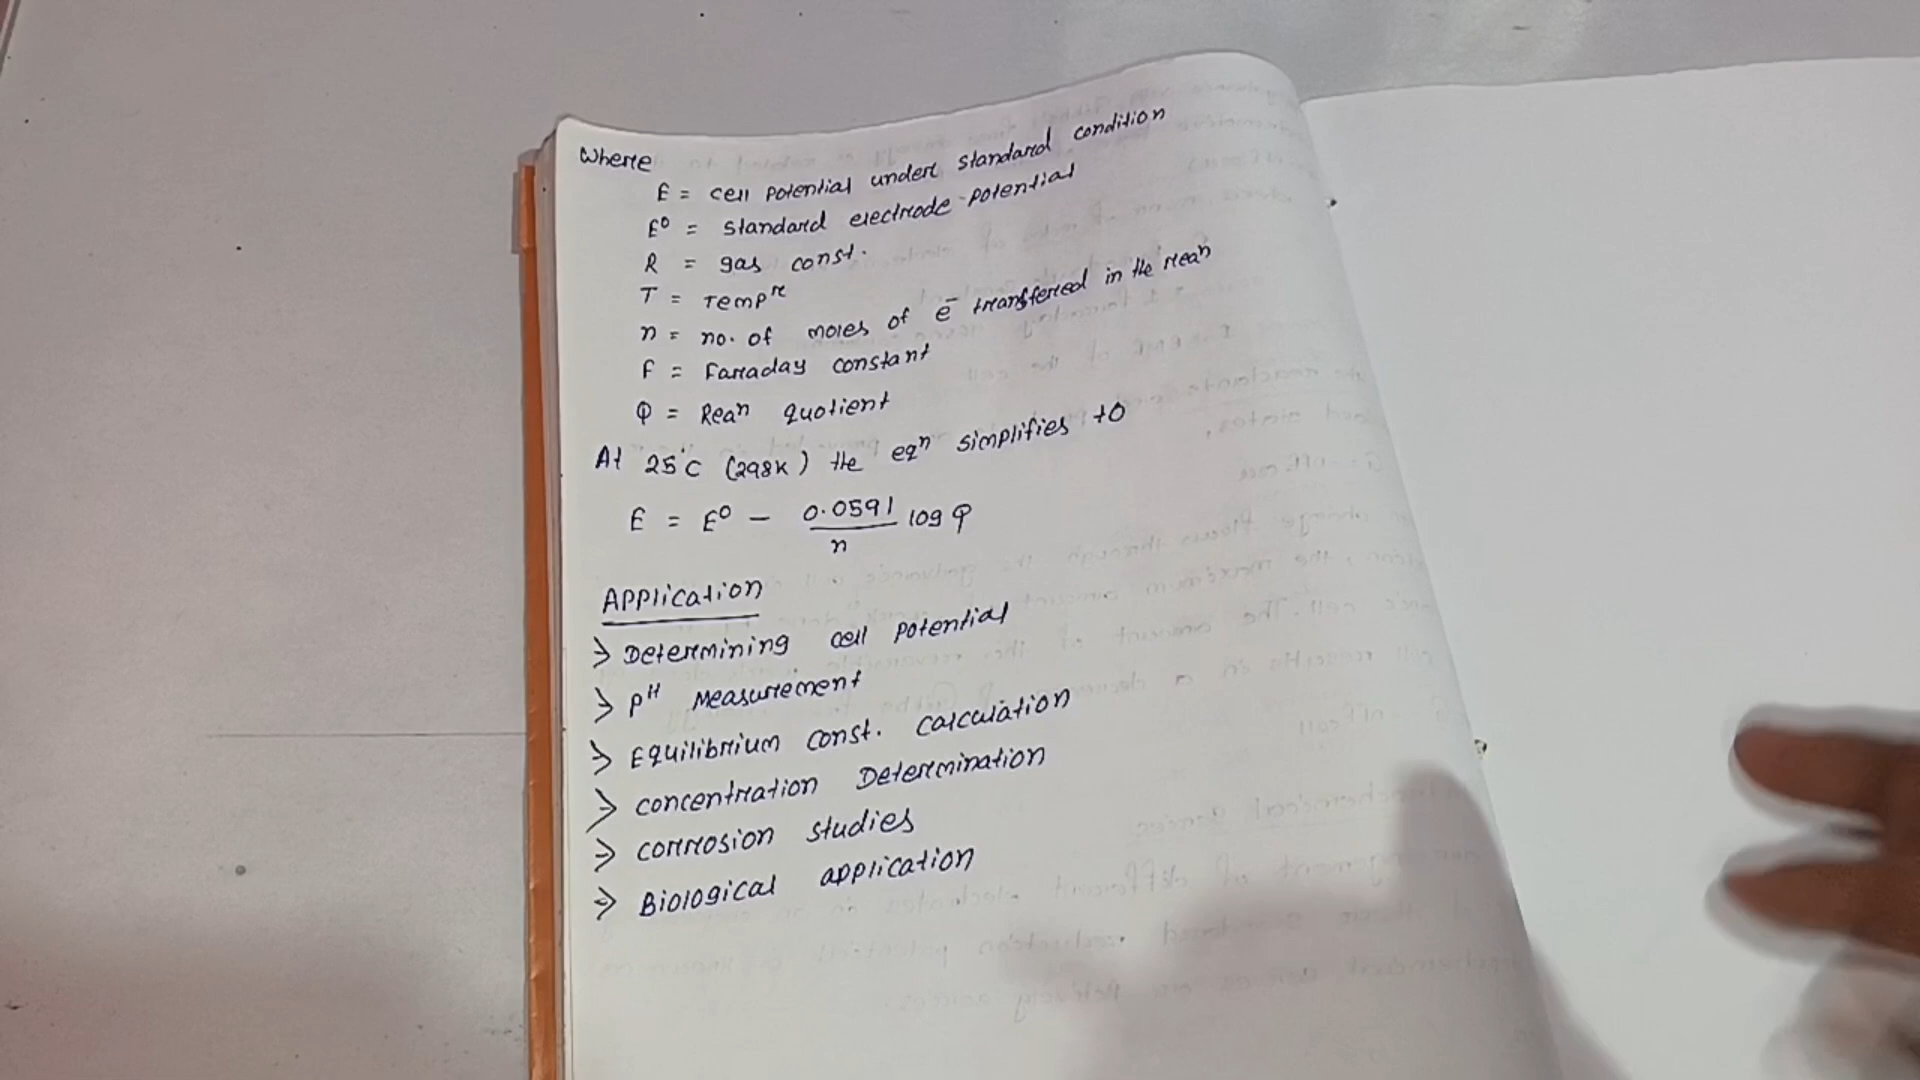 Where
E = cell potential under standard condition
E⁰ = standard electrode potential
R = gas const.
T = Tempʳᵉ
n = no. of moles of e⁻ transferred in the reaⁿ
F = Faraday constant
Q = Reaⁿ quotient
At 25°C (298K) the eqⁿ simplifies to
E = E⁰ - 0.0591/n log Q
Application
→ Determining cell potential
→ pᴴ Measurement
→ Equilibrium const. calculation
→ concentration Determination
→ corrosion studies
→ Biological application